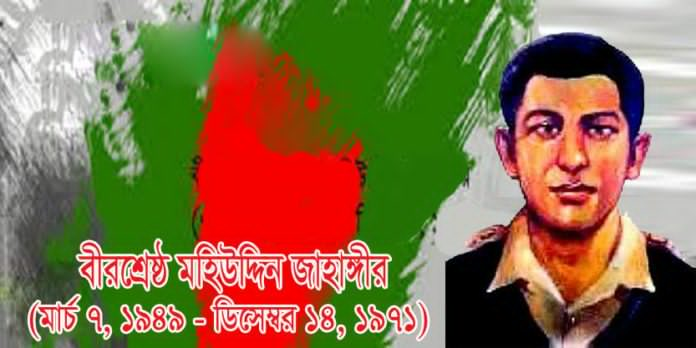 বীরশ্রেষ্ঠ মহিউদ্দিন জাহাঙ্গীর
(মার্চ ৭, ১৯৪৯ - ডিসেম্বর ১৪, ১৯৭১)